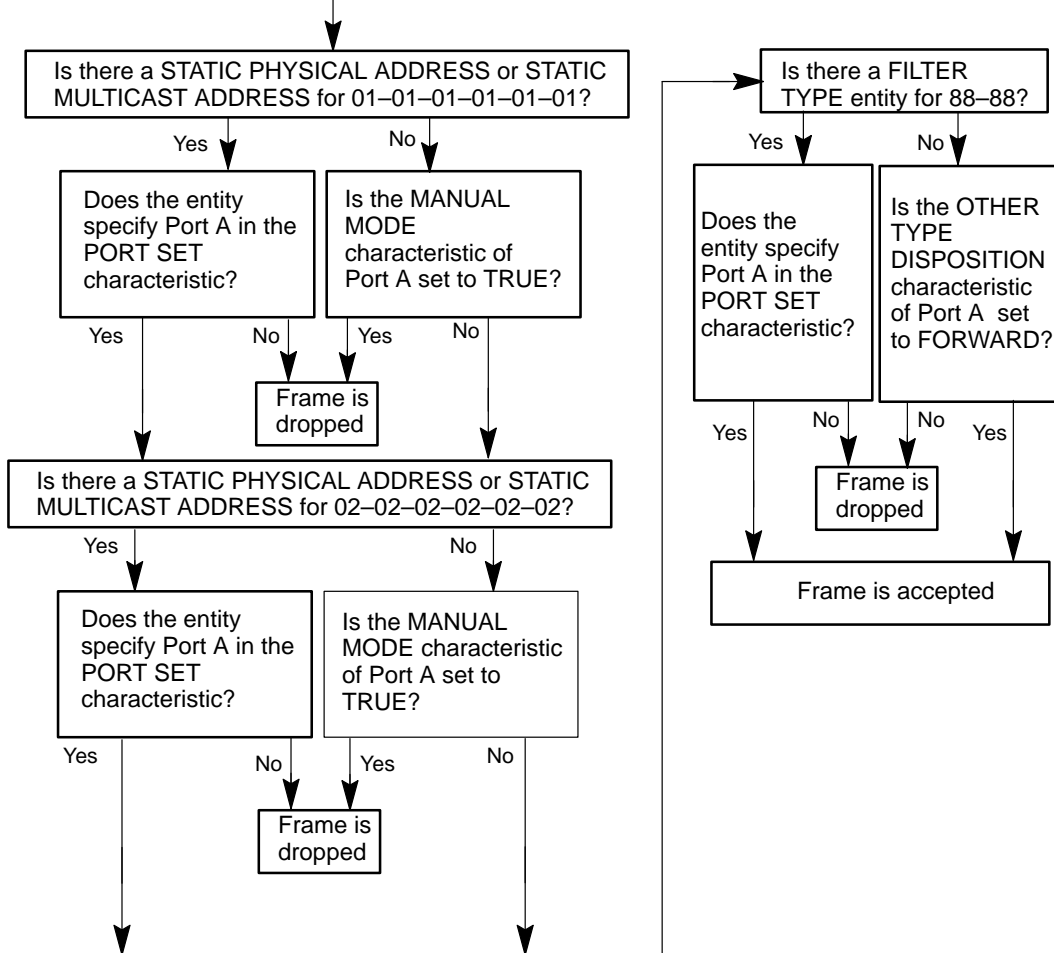 Is there a STATIC PHYSICAL ADDRESS or STATIC
MULTICAST ADDRESS for 01–01–01–01–01–01?
Yes
No
Does the entity
specify Port A in the
PORT SET
characteristic?
Is the MANUAL
MODE
characteristic of
Port A set to TRUE?
Yes
No
Yes
No
Frame is
dropped
Is there a STATIC PHYSICAL ADDRESS or STATIC
MULTICAST ADDRESS for 02–02–02–02–02–02?
Yes
No
Does the entity
specify Port A in the
PORT SET
characteristic?
Is the MANUAL
MODE characteristic
of Port A set to
TRUE?
Yes
No
Yes
No
Frame is
dropped
Is there a FILTER
TYPE entity for 88–88?
Yes
No
Does the
entity specify
Port A in the
PORT SET
characteristic?
Is the OTHER
TYPE
DISPOSITION
characteristic
of Port A set
to FORWARD?
Yes
No
No
Yes
Frame is
dropped
Frame is accepted